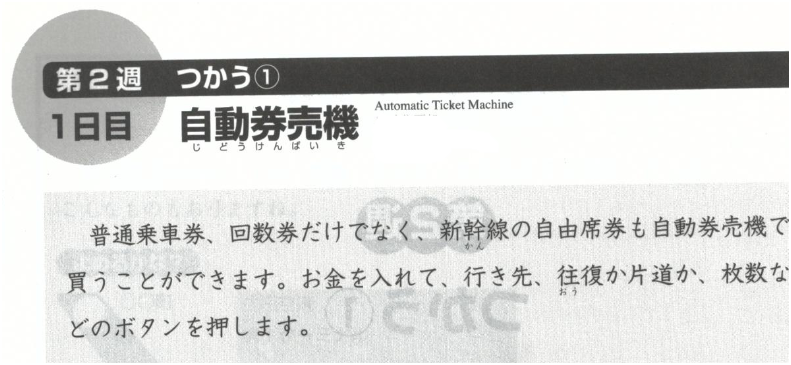 第2週 つかう①
1日目 自動券売機 Automatic Ticket Machine
じどうけんばいき
普通乗車券、回数券だけでなく、新幹線の自由席券も自動券売機で
かん
買うことができます。お金を入れて、行き先、往復か片道か、枚数な
おう
どのボタンを押します。